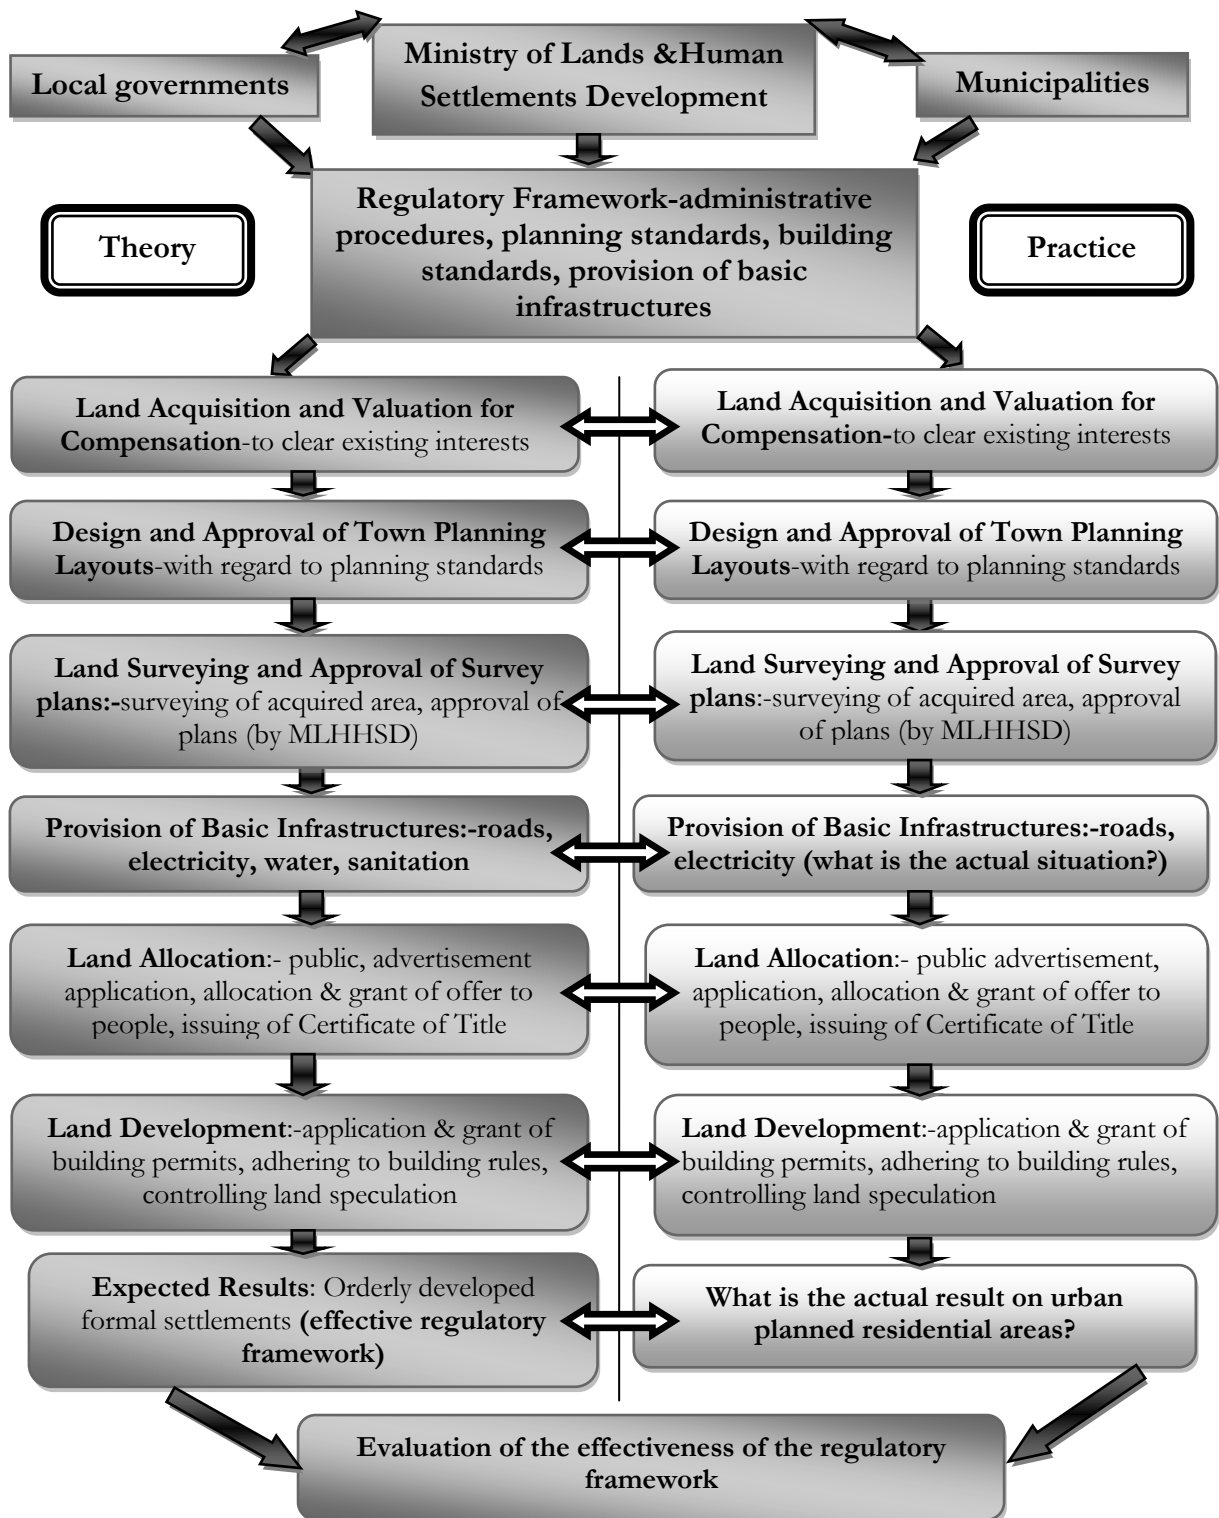 Local governments
Ministry of Lands &Human
Settlements Development
Municipalities
Regulatory Framework-administrative
procedures, planning standards, building
standards, provision of basic
infrastructures
Theory
Practice
Land Acquisition and Valuation for
Compensation-to clear existing interests
Land Acquisition and Valuation for
Compensation-to clear existing interests
Design and Approval of Town Planning
Layouts-with regard to planning standards
Design and Approval of Town Planning
Layouts-with regard to planning standards
Land Surveying and Approval of Survey
plans:-surveying of acquired area, approval of
plans (by MLHHSD)
Land Surveying and Approval of Survey
plans:-surveying of acquired area, approval
of plans (by MLHHSD)
Provision of Basic Infrastructures:-roads,
electricity, water, sanitation
Provision of Basic Infrastructures:-roads,
electricity (what is the actual situation?)
Land Allocation:- public, advertisement
application, allocation & grant of offer to
people, issuing of Certificate of Title
Land Allocation:- public advertisement,
application, allocation & grant of offer to
people, issuing of Certificate of Title
Land Development:-application & grant of
building permits, adhering to building rules,
controlling land speculation
Land Development:-application & grant of
building permits, adhering to building rules,
controlling land speculation
Expected Results: Orderly developed
formal settlements (effective regulatory
framework)
What is the actual result on urban
planned residential areas?
Evaluation of the effectiveness of the regulatory
framework